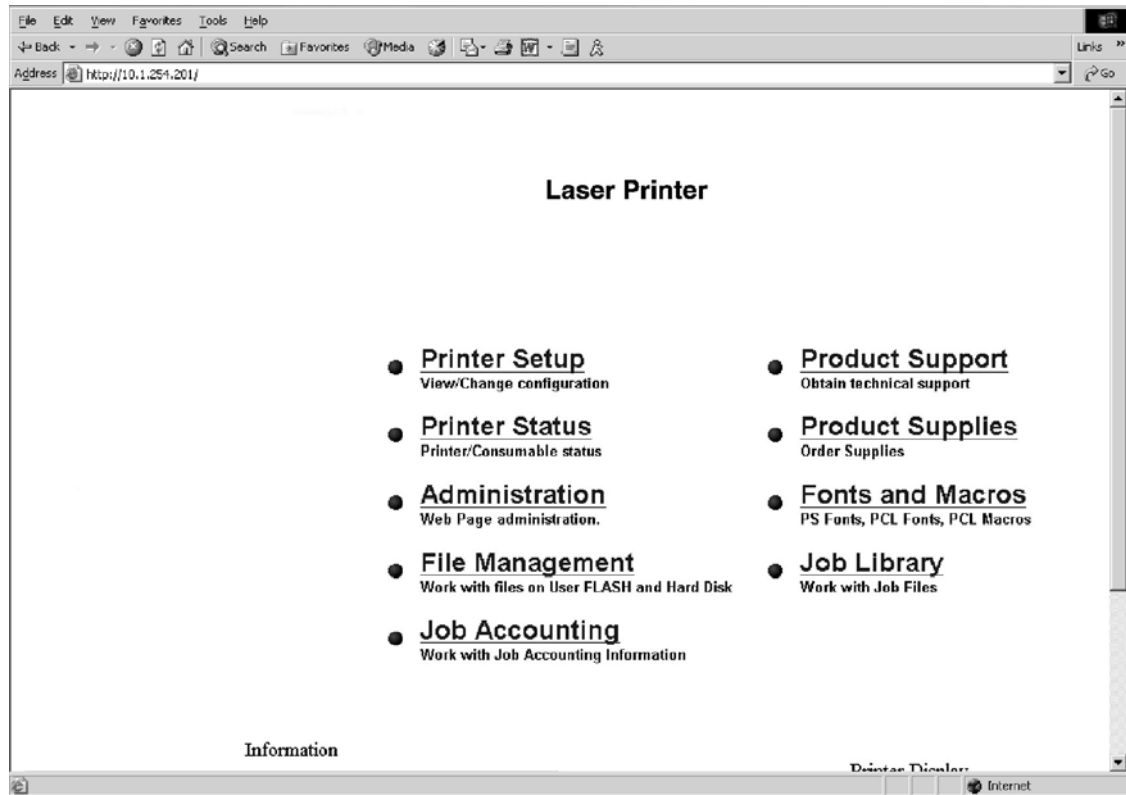 File Edit View Favorites Tools Help
Back Search Favorites Media Links »
Address http://10.1.254.201/ Go
Laser Printer
Printer Setup
View/Change configuration
Printer Status
Printer/Consumable status
Administration
Web Page administration.
File Management
Work with files on User FLASH and Hard Disk
Job Accounting
Work with Job Accounting Information
Product Support
Obtain technical support
Product Supplies
Order Supplies
Fonts and Macros
PS Fonts, PCL Fonts, PCL Macros
Job Library
Work with Job Files
Information
Printer Display
Internet